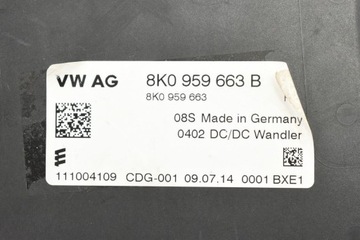 VW AG 8K0 959 663 B
8K0 959 663
08S Made in Germany
0402 DC/DC Wandler
111004109 CDG-001 09.07.14 0001 BXE1